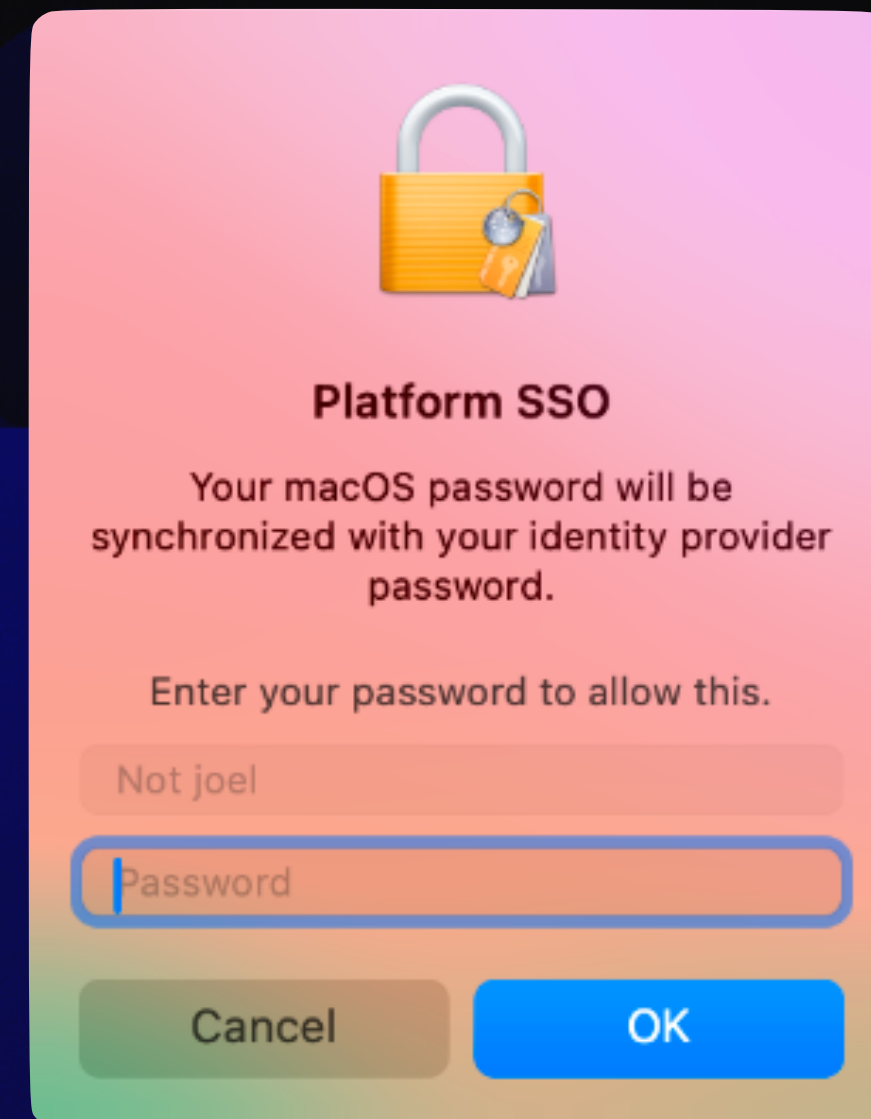 Platform SSO
Your macOS password will be
synchronized with your identity provider
password.
Enter your password to allow this.
Not joel
Password
Cancel
OK